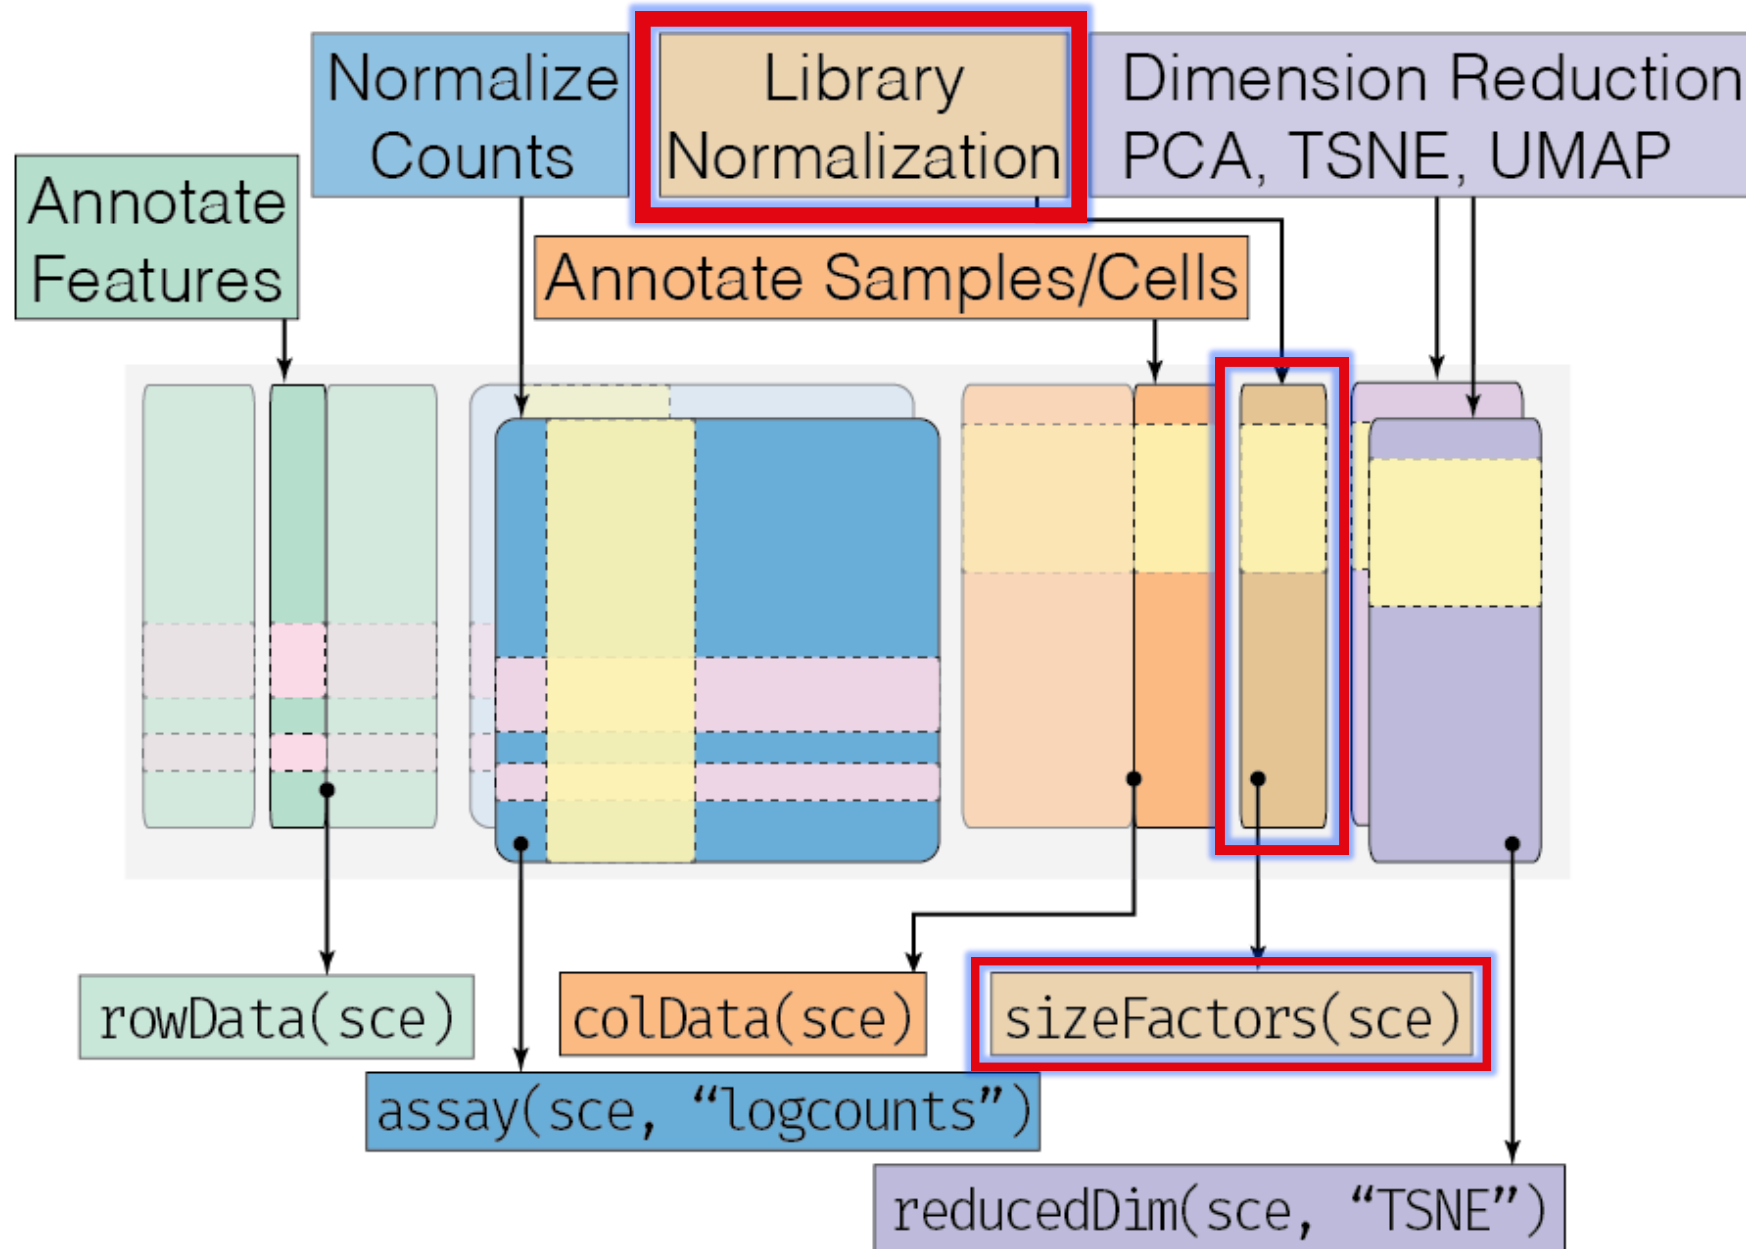 Normalize
Counts
Library
Normalization
Dimension Reduction
PCA, TSNE, UMAP
Annotate
Features
Annotate Samples/Cells
rowData(sce)
colData(sce)
sizeFactors(sce)
assay(sce, “logcounts”)
reducedDim(sce, “TSNE”)